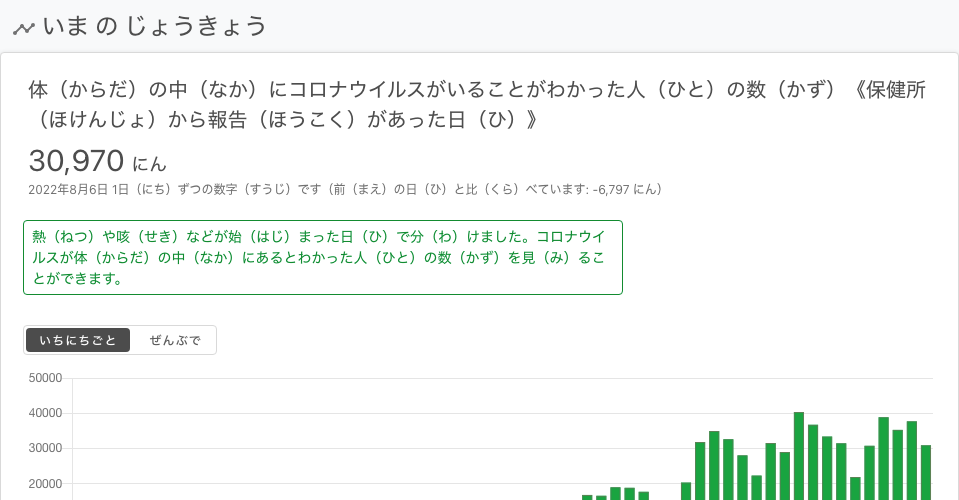 いま の じょうきょう
体（からだ）の中（なか）にコロナウイルスがいることがわかった人（ひと）の数（かず）《保健所
（ほけんじょ）から報告（ほうこく）があった日（ひ）》
30,970 にん
2022年8月6日 1日（にち）ずつの数字（すうじ）です（前（まえ）の日（ひ）と比（くら）べています: -6,797 にん）
熱（ねつ）や咳（せき）などが始（はじ）まった日（ひ）で分（わ）けました。コロナウイ
ルスが体（からだ）の中（なか）にあるとわかった人（ひと）の数（かず）を見（み）るこ
とができます。
いちにちごと ぜんぶで
50000
40000
30000
20000